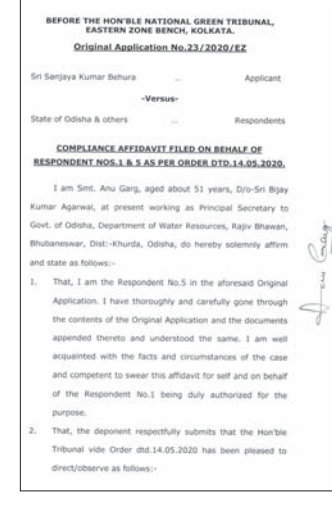 BEFORE THE HON'BLE NATIONAL GREEN TRIBUNAL,
EASTERN ZONE BENCH, KOLKATA.
Original Application No.23/2020/EZ
Sri Sanjaya Kumar Behura ... Applicant
-Versus-
State of Odisha & others ... Respondents
COMPLIANCE AFFIDAVIT FILED ON BEHALF OF
RESPONDENT NOS.1 & 5 AS PER ORDER DTD.14.05.2020.
I am Smt. Anu Garg, aged about 51 years, D/o-Sri Bijay
Kumar Agarwal, at present working as Principal Secretary to
Govt. of Odisha, Department of Water Resources, Rajiv Bhawan,
Bhubaneswar, Dist:-Khurda, Odisha, do hereby solemnly affirm
and state as follows:-
1. That, I am the Respondent No.5 in the aforesaid Original
Application. I have thoroughly and carefully gone through
the contents of the Original Application and the documents
appended thereto and understood the same. I am well
acquainted with the facts and circumstances of the case
and competent to swear this affidavit for self and on behalf
of the Respondent No.1 being duly authorized for the
purpose.
2. That, the deponent respectfully submits that the Hon'ble
Tribunal vide Order dtd.14.05.2020 has been pleased to
direct/observe as follows:-
Anu Garg